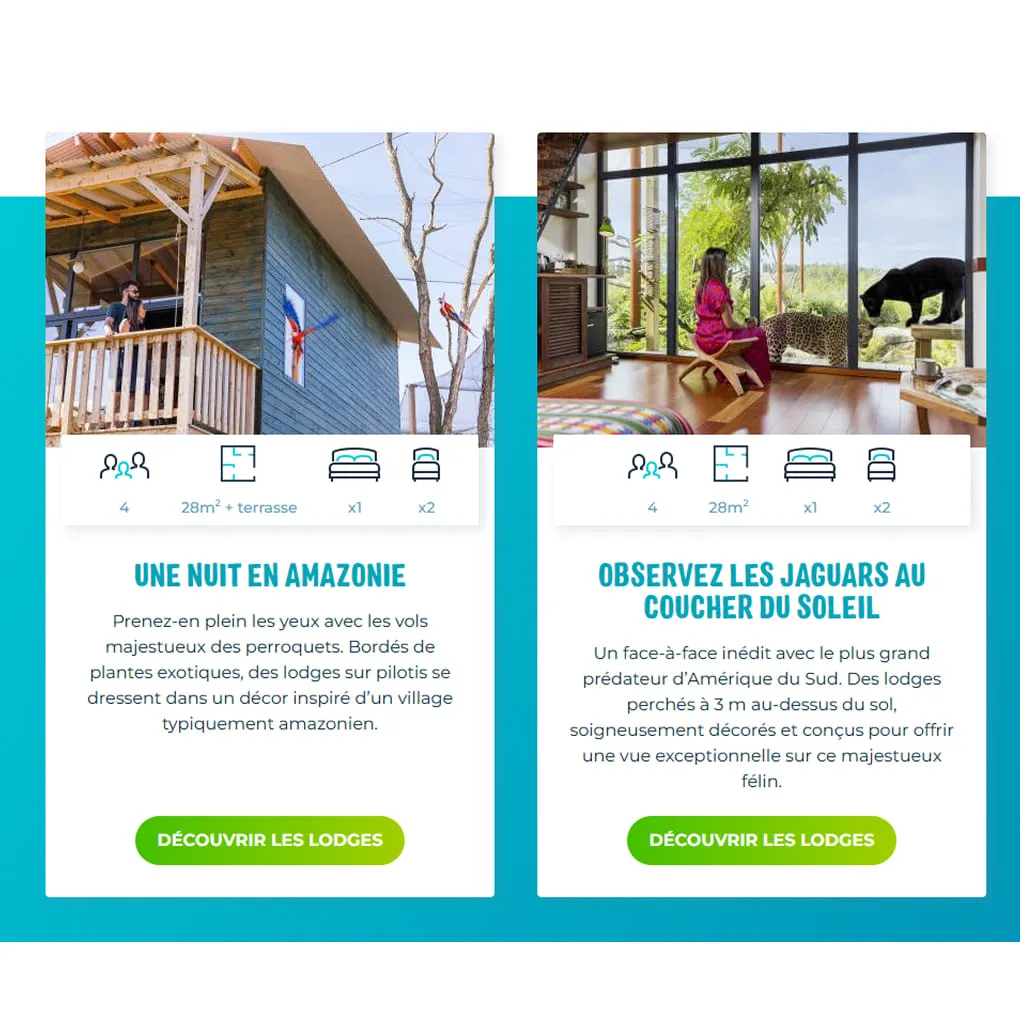 4
28m² + terrasse
x1
x2
UNE NUIT EN AMAZONIE
Prenez-en plein les yeux avec les vols
majestueux des perroquets. Bordés de
plantes exotiques, des lodges sur pilotis se
dressent dans un décor inspiré d’un village
typiquement amazonien.
DÉCOUVRIR LES LODGES
4
28m²
x1
x2
OBSERVEZ LES JAGUARS AU
COUCHER DU SOLEIL
Un face-à-face inédit avec le plus grand
prédateur d’Amérique du Sud. Des lodges
perchés à 3 m au-dessus du sol,
soigneusement décorés et conçus pour offrir
une vue exceptionnelle sur ce majestueux
félin.
DÉCOUVRIR LES LODGES